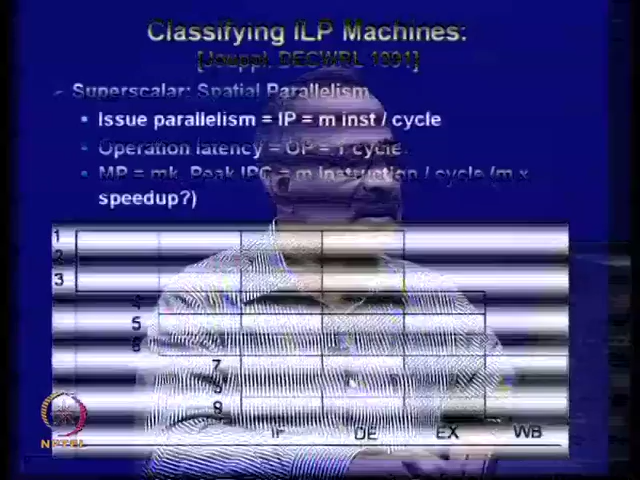 Classifying ILP Machines:
[Jouppi, DECWRL 1991]
Superscalar: Spatial Parallelism
Issue parallelism = IP = m inst / cycle
Operation latency = OP = 1 cycle
MP = mk, Peak IPC = m instruction / cycle (m x
speedup?)
1
2
3
4
5
6
7
8
9
IF DE EX WB
NPTEL